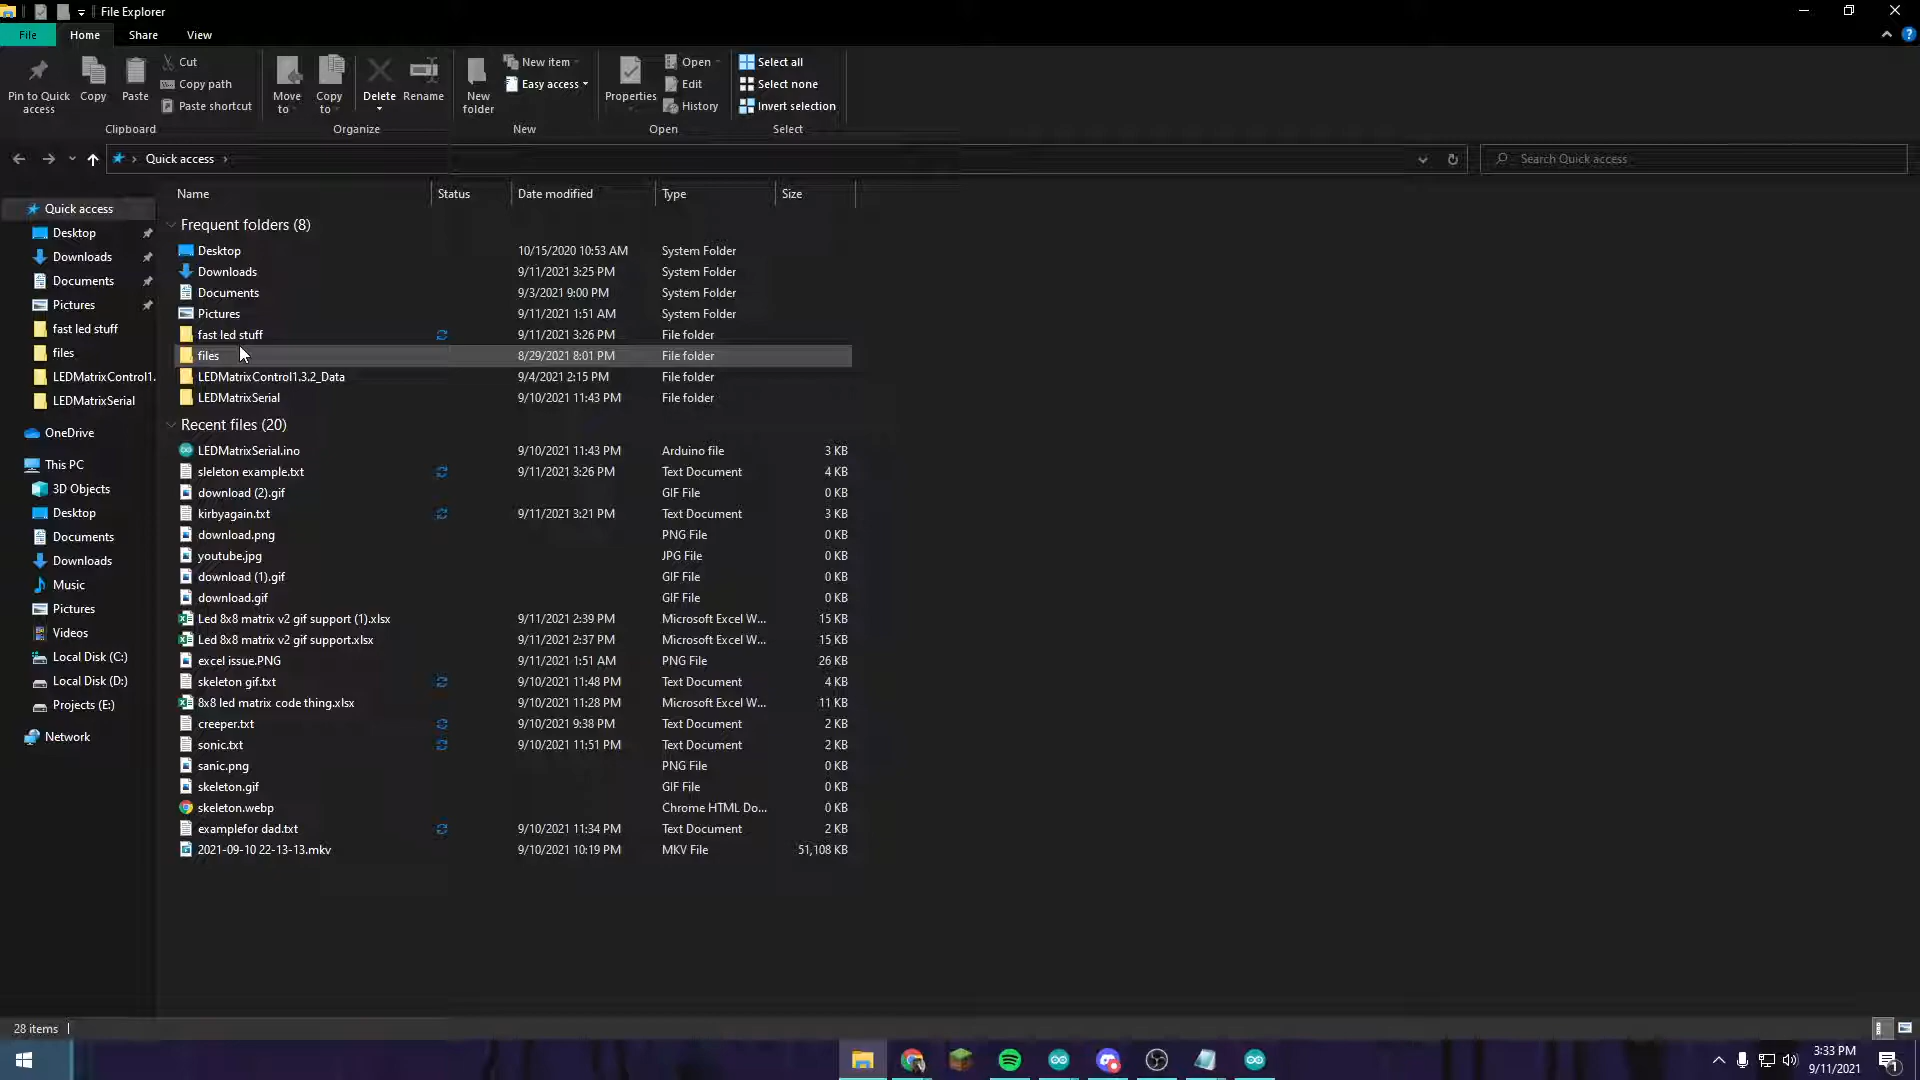 File Explorer
File Home Share View
Pin to Quick access
Copy
Paste
Cut
Copy path
Paste shortcut
Clipboard
Move to
Copy to
Delete
Rename
Organize
New folder
New item
Easy access
New
Properties
Open
Edit
History
Open
Select all
Select none
Invert selection
Select
Quick access
Search Quick access
Name Status Date modified Type Size
Quick access
Desktop
Downloads
Documents
Pictures
fast led stuff
files
LEDMatrixControl1.
LEDMatrixSerial
OneDrive
This PC
3D Objects
Desktop
Documents
Downloads
Music
Pictures
Videos
Local Disk (C:)
Local Disk (D:)
Projects (E:)
Network
Frequent folders (8)
Desktop 10/15/2020 10:53 AM System Folder
Downloads 9/11/2021 3:25 PM System Folder
Documents 9/3/2021 9:00 PM System Folder
Pictures 9/11/2021 1:51 AM System Folder
fast led stuff 9/11/2021 3:26 PM File folder
files 8/29/2021 8:01 PM File folder
LEDMatrixControl1.3.2_Data 9/4/2021 2:15 PM File folder
LEDMatrixSerial 9/10/2021 11:43 PM File folder
Recent files (20)
LEDMatrixSerial.ino 9/10/2021 11:43 PM Arduino file 3 KB
sleleton example.txt 9/11/2021 3:26 PM Text Document 4 KB
download (2).gif GIF File 0 KB
kirbyagain.txt 9/11/2021 3:21 PM Text Document 3 KB
download.png PNG File 0 KB
youtube.jpg JPG File 0 KB
download (1).gif GIF File 0 KB
download.gif GIF File 0 KB
Led 8x8 matrix v2 gif support (1).xlsx 9/11/2021 2:39 PM Microsoft Excel W... 15 KB
Led 8x8 matrix v2 gif support.xlsx 9/11/2021 2:37 PM Microsoft Excel W... 15 KB
excel issue.PNG 9/11/2021 1:51 AM PNG File 26 KB
skeleton gif.txt 9/10/2021 11:48 PM Text Document 4 KB
8x8 led matrix code thing.xlsx 9/10/2021 11:28 PM Microsoft Excel W... 11 KB
creeper.txt 9/10/2021 9:38 PM Text Document 2 KB
sonic.txt 9/10/2021 11:51 PM Text Document 2 KB
sanic.png PNG File 0 KB
skeleton.gif GIF File 0 KB
skeleton.webp Chrome HTML Do... 0 KB
examplefor dad.txt 9/10/2021 11:34 PM Text Document 2 KB
2021-09-10 22-13-13.mkv 9/10/2021 10:19 PM MKV File 51,108 KB
28 items
3:33 PM
9/11/2021
1